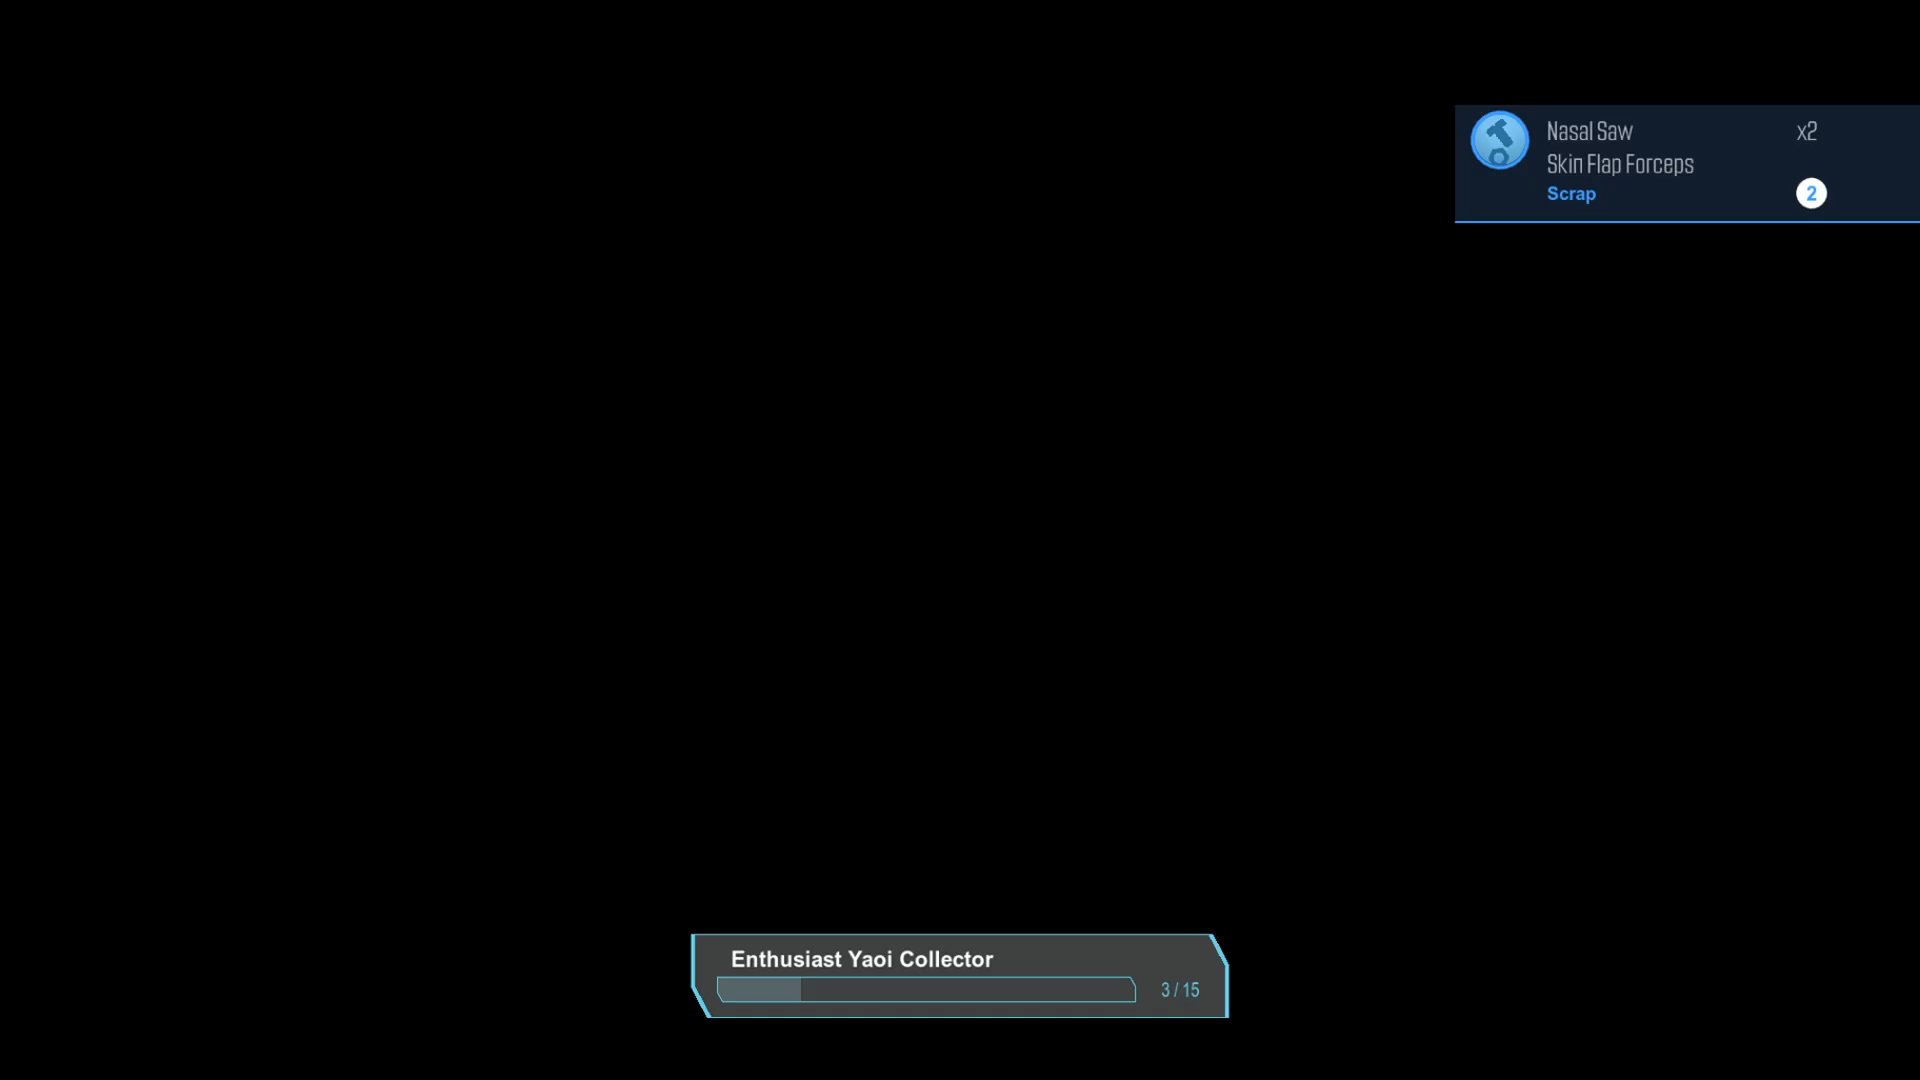 Nasal Saw x2
Skin Flap Forceps
Scrap 2
Enthusiast Yaoi Collector
3 / 15